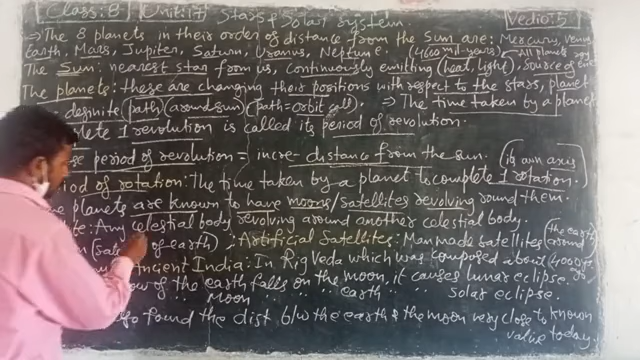 Class: 8 Unit: 17 Stars & Solar system Vedio: 5
→ The 8 planets in their order of distance from the Sun are: Mercury, Venus
Earth, Mars, Jupiter, Saturn, Uranus, Neptune. (4600 mil-years) All planets
The Sun: nearest star from us, continuously emitting (heat, light), source of
The planets: these are changing their positions with respect to the stars, planet
definite (path) (around sun) (path = orbit call) → The time taken by a planet
1 revolution is called its period of revolution.
period of revolution = incre- distance from the sun. (its own axis
of rotation: The time taken by a planet to complete 1 rotation.)
planets are known to have moons/satellites revolving round them.
Any celestial body revolving around another celestial body.
of earth) : Artificial Satellites: Man made satellites (the earth around
Ancient India: In Rig Veda which was composed about 4000
of the earth falls on the moon, it causes lunar eclipse.
" " Moon " " " earth " " Solar eclipse.
found the dist b/w the earth & the moon very close to known
value today.